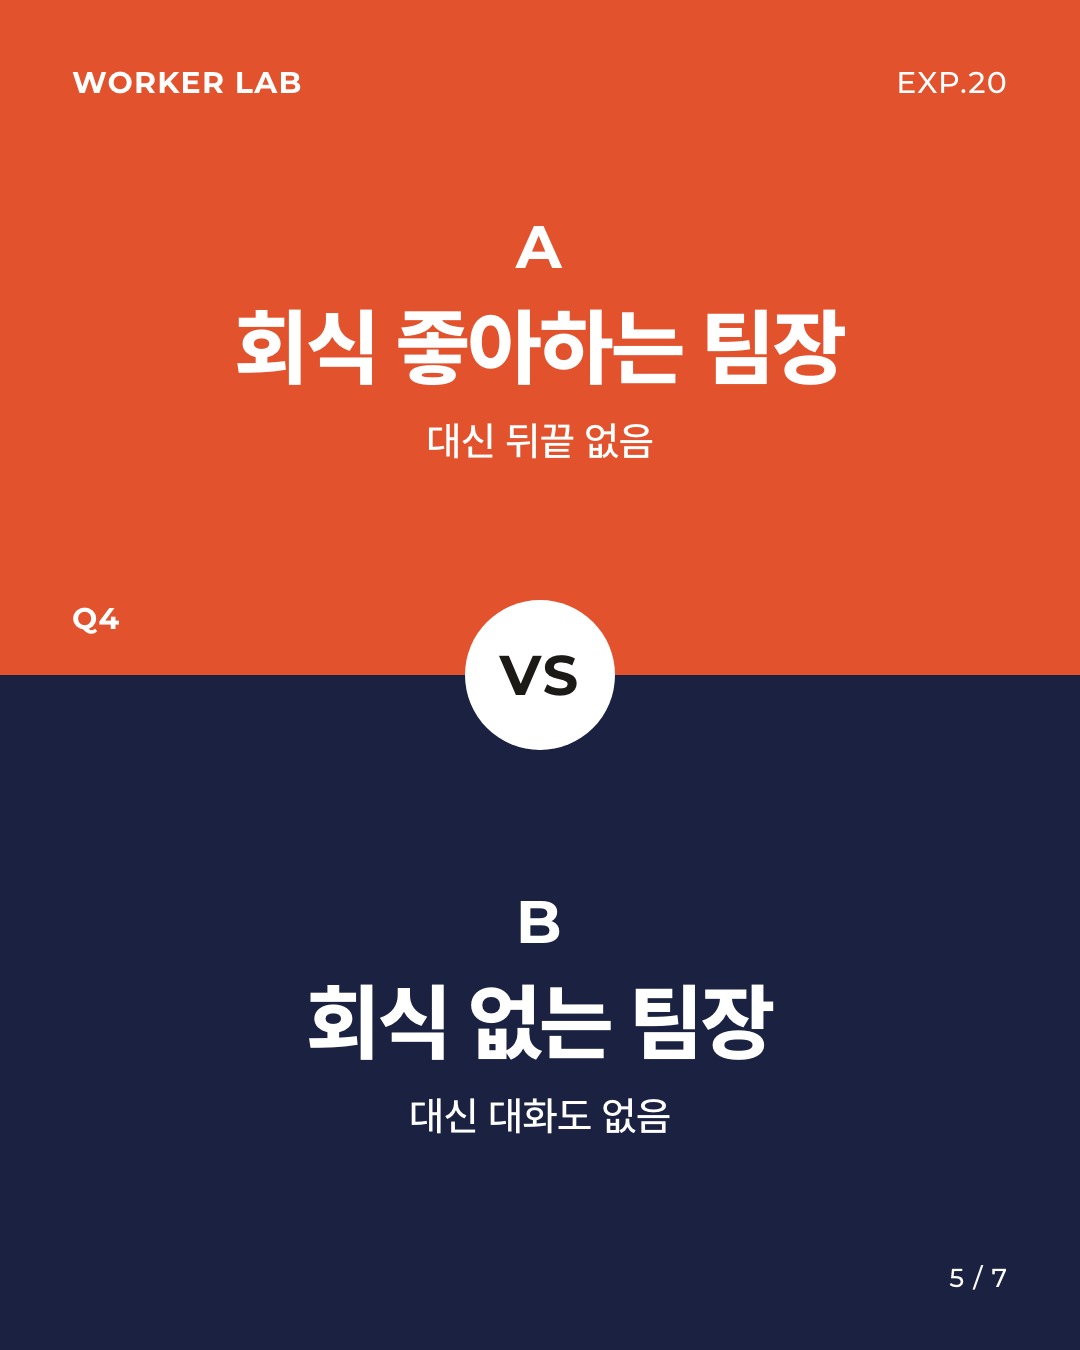 WORKER LAB
EXP.20
A
회식 좋아하는 팀장
대신 뒤끝 없음
Q4
VS
B
회식 없는 팀장
대신 대화도 없음
5 / 7